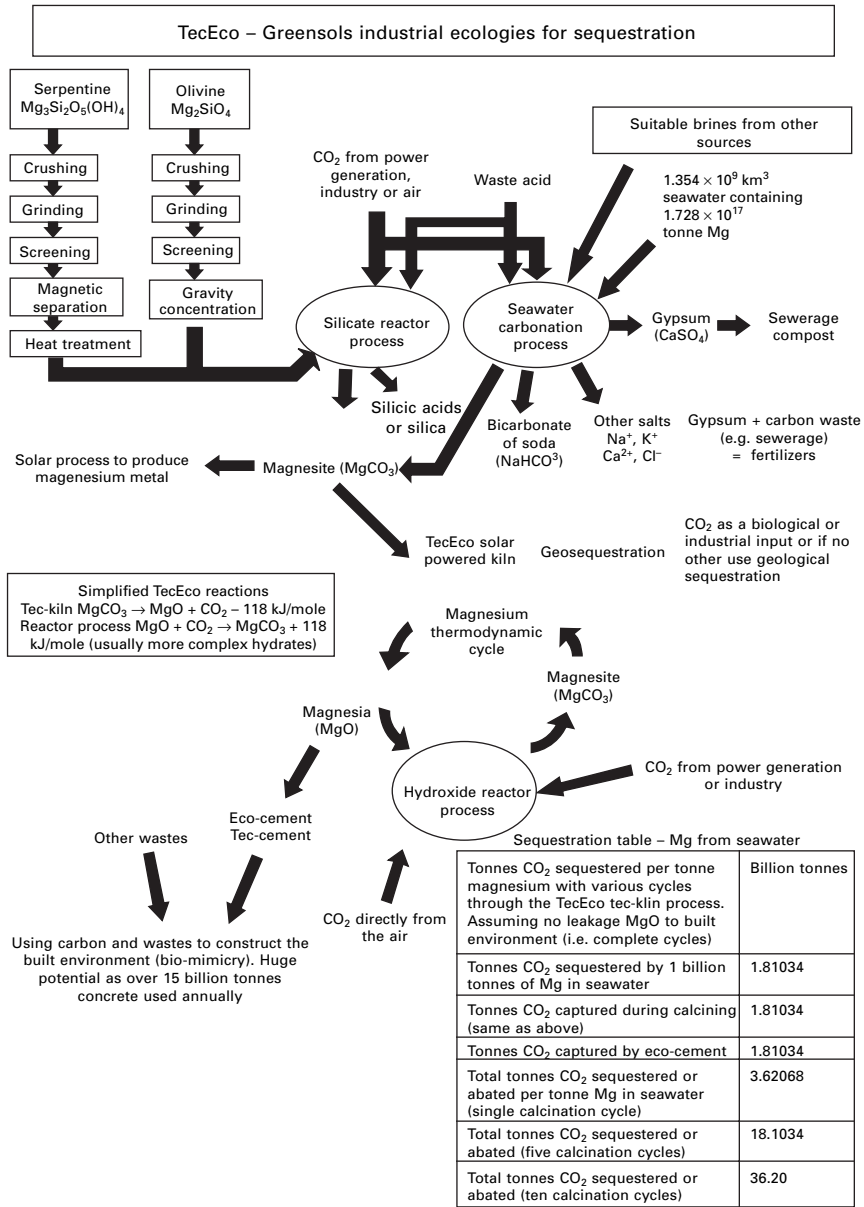 TecEco – Greensols industrial ecologies for sequestration
Serpentine
Mg₃Si₂O₅(OH)₄
Crushing
Grinding
Screening
Magnetic
separation
Heat treatment
Olivine
Mg₂SiO₄
Crushing
Grinding
Screening
Gravity
concentration
CO₂ from power
generation,
industry or air
Waste acid
Suitable brines from other
sources
1.354 × 10⁹ km³
seawater containing
1.728 × 10¹⁷
tonne Mg
Silicate reactor
process
Seawater
carbonation
process
Gypsum
(CaSO₄)
Sewerage
compost
Silicic acids
or silica
Bicarbonate
of soda
(NaHCO³)
Other salts
Na⁺, K⁺
Ca²⁺, Cl⁻
Gypsum + carbon waste
(e.g. sewerage)
= fertilizers
Solar process to produce
magenesium metal
Magnesite (MgCO₃)
TecEco solar
powered kiln
Geosequestration
CO₂ as a biological or
industrial input or if no
other use geological
sequestration
Simplified TecEco reactions
Tec-kiln MgCO₃ → MgO + CO₂ – 118 kJ/mole
Reactor process MgO + CO₂ → MgCO₃ + 118
kJ/mole (usually more complex hydrates)
Magnesium
thermodynamic
cycle
Magnesite
(MgCO₃)
Magnesia
(MgO)
Hydroxide reactor
process
CO₂ from power generation
or industry
Eco-cement
Tec-cement
Other wastes
CO₂ directly from
the air
Using carbon and wastes to construct the
built environment (bio-mimicry). Huge
potential as over 15 billion tonnes
concrete used annually
Sequestration table – Mg from seawater
Tonnes CO₂ sequestered per tonne
magnesium with various cycles
through the TecEco tec-klin process.
Assuming no leakage MgO to built
environment (i.e. complete cycles)
Billion tonnes
Tonnes CO₂ sequestered by 1 billion
tonnes of Mg in seawater
1.81034
Tonnes CO₂ captured during calcining
(same as above)
1.81034
Tonnes CO₂ captured by eco-cement
1.81034
Total tonnes CO₂ sequestered or
abated per tonne Mg in seawater
(single calcination cycle)
3.62068
Total tonnes CO₂ sequestered or
abated (five calcination cycles)
18.1034
Total tonnes CO₂ sequestered or
abated (ten calcination cycles)
36.20